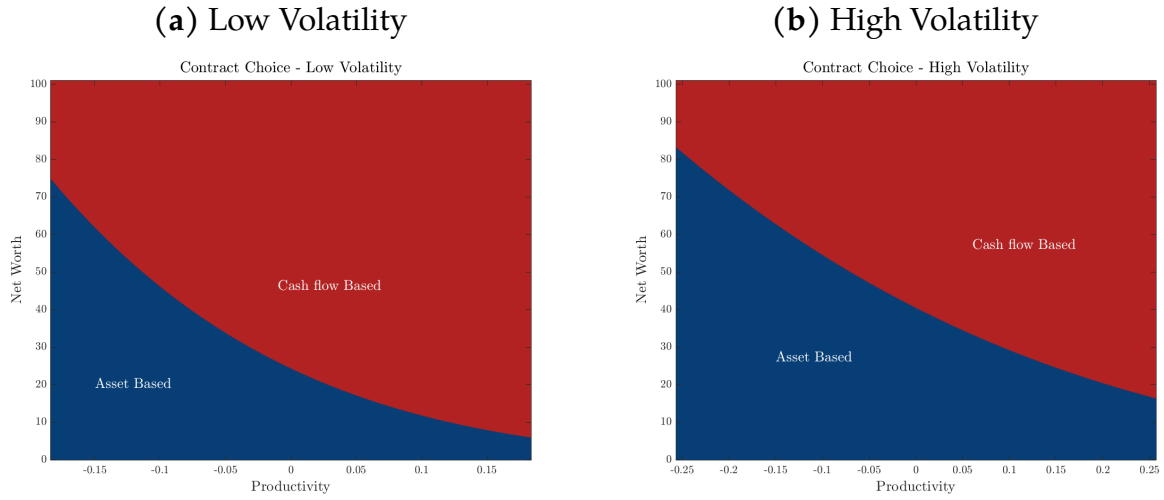 (a) Low Volatility
Contract Choice - Low Volatility
100
90
80
70
60
50
40
30
20
10
0
Net Worth
Cash flow Based
Asset Based
-0.15 -0.1 -0.05 0 0.05 0.1 0.15
Productivity
(b) High Volatility
Contract Choice - High Volatility
100
90
80
70
60
50
40
30
20
10
0
Net Worth
Cash flow Based
Asset Based
-0.25 -0.2 -0.15 -0.1 -0.05 0 0.05 0.1 0.15 0.2 0.25
Productivity